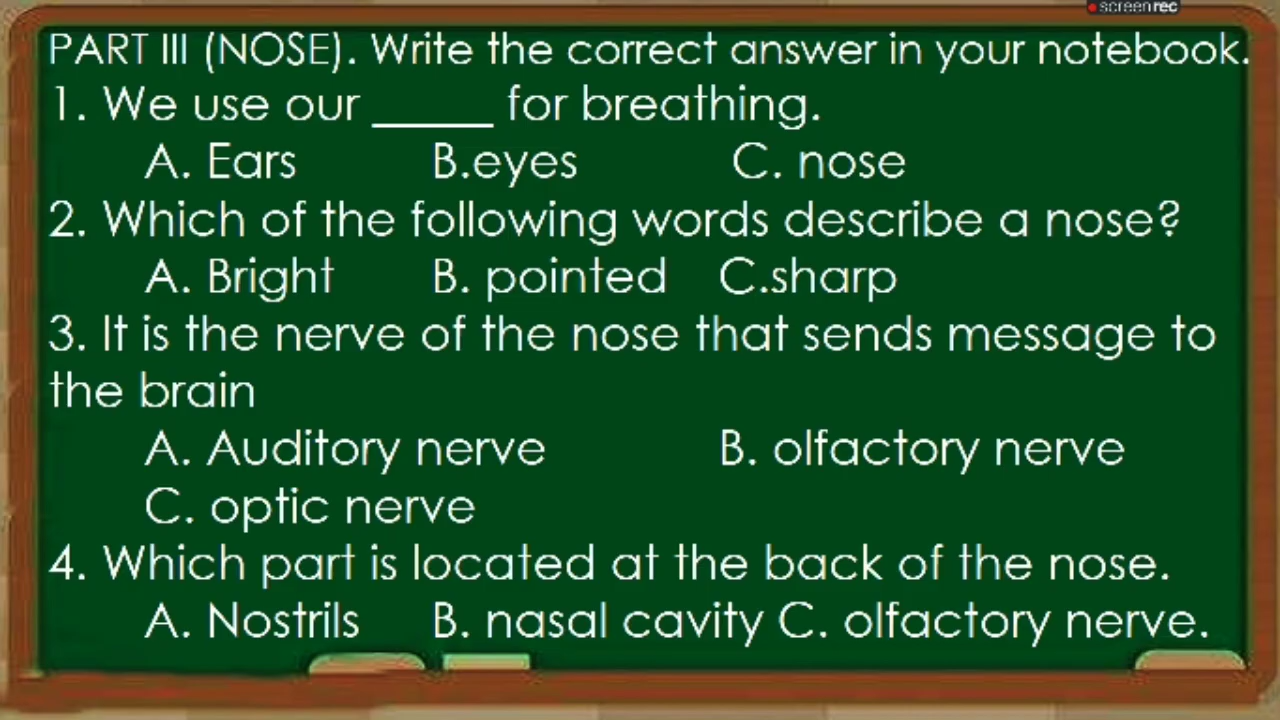 screenrec
PART III (NOSE). Write the correct answer in your notebook.
1. We use our _____ for breathing.
A. Ears B.eyes C. nose
2. Which of the following words describe a nose?
A. Bright B. pointed C.sharp
3. It is the nerve of the nose that sends message to
the brain
A. Auditory nerve B. olfactory nerve
C. optic nerve
4. Which part is located at the back of the nose.
A. Nostrils B. nasal cavity C. olfactory nerve.